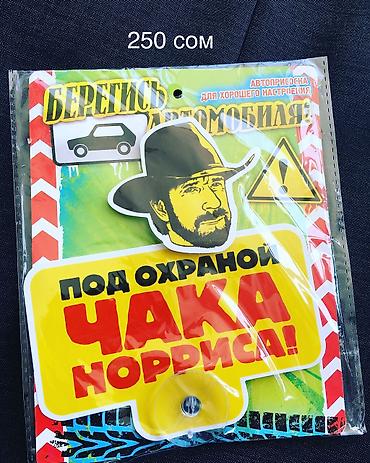 250 сом
БЕРЕГИСЬ
АВТОПРИСОСКА
ДЛЯ ХОРОШЕГО НАСТРОЕНИЯ
АВТОМОБИЛЯ!
ПОД ОХРАНОЙ
ЧАКА
НОРРИСА!